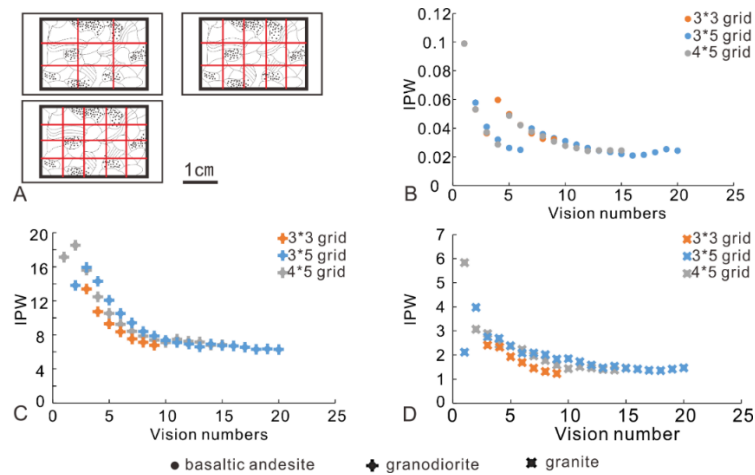 A
1cm
0.12
0.1
0.08
0.06
0.04
0.02
0
IPW
0 5 10 15 20 25
Vision numbers
3*3 grid
3*5 grid
4*5 grid
B
20
16
12
8
4
0
IPW
0 5 10 15 20 25
Vision numbers
3*3 grid
3*5 grid
4*5 grid
C
7
6
5
4
3
2
1
0
IPW
0 5 10 15 20 25
Vision number
3*3 grid
3*5 grid
4*5 grid
D
basaltic andesite granodiorite granite